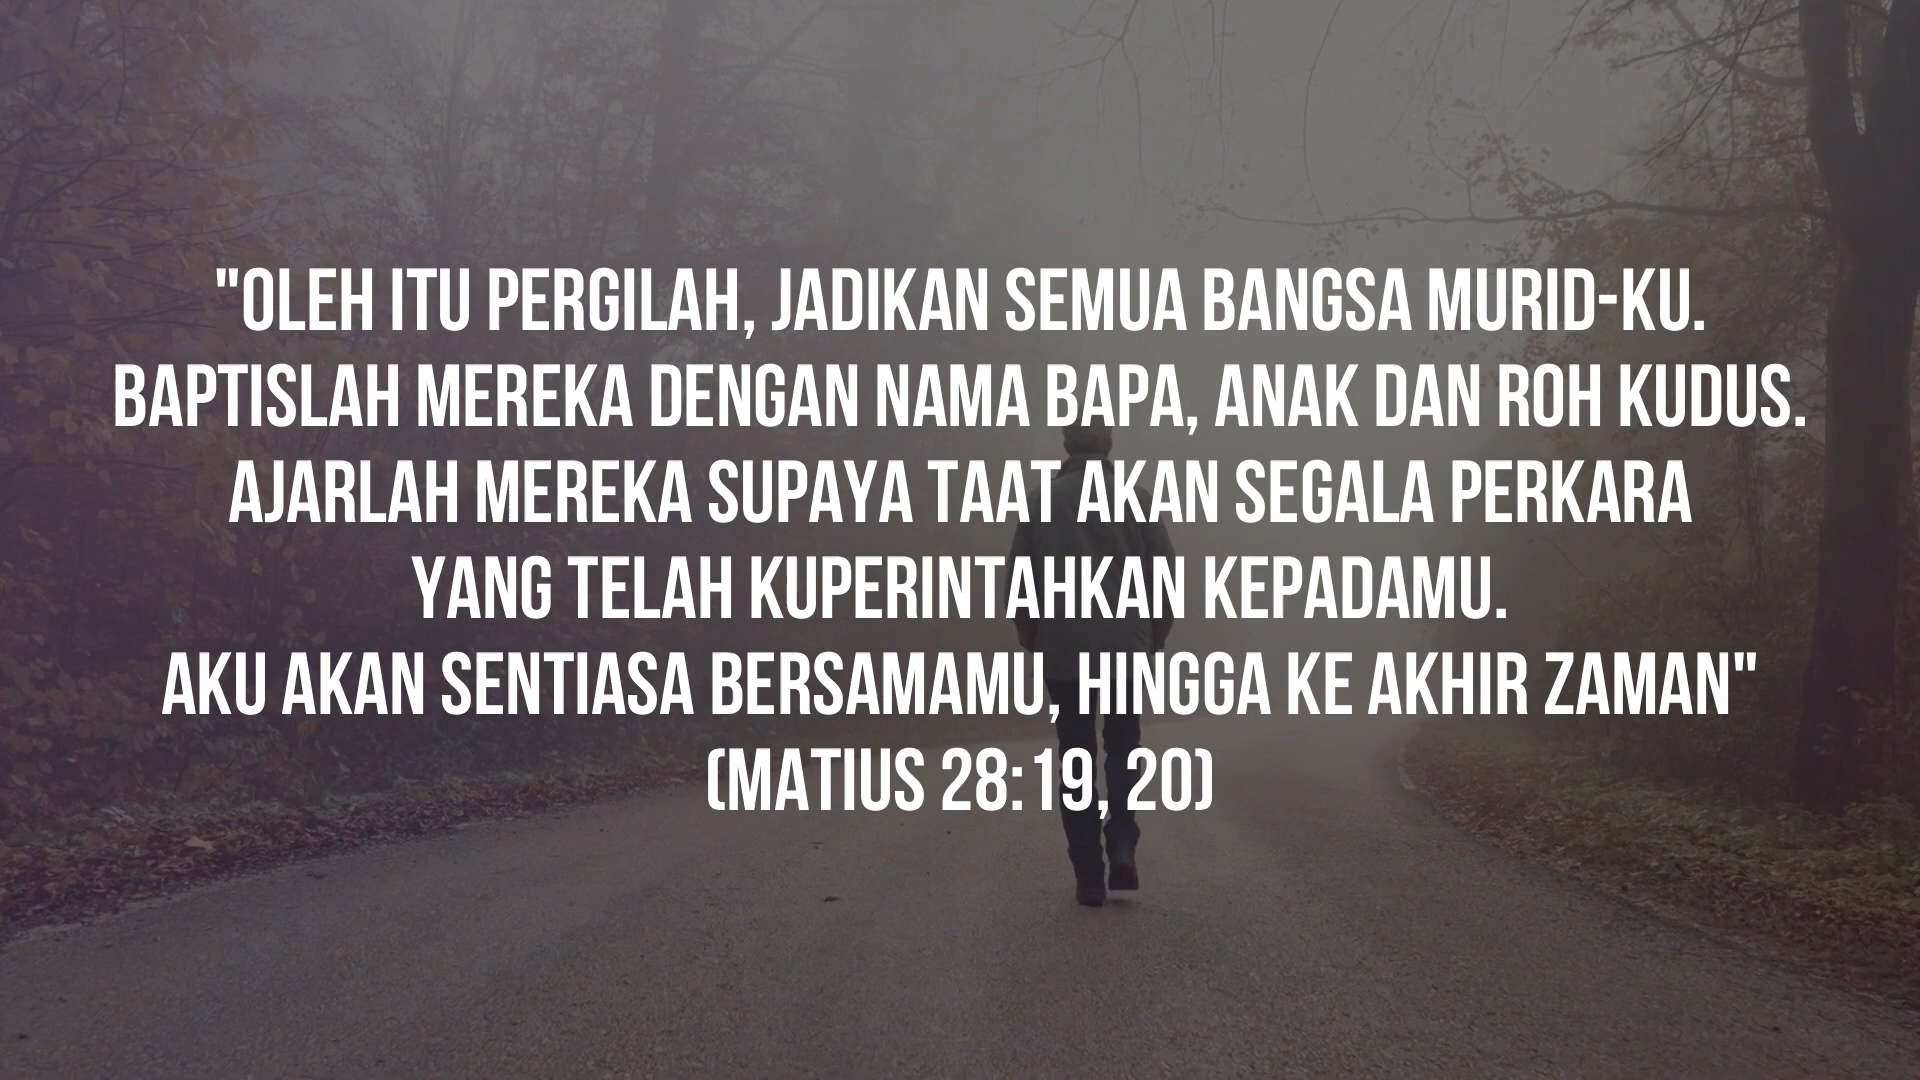 "OLEH ITU PERGILAH, JADIKAN SEMUA BANGSA MURID-KU.
BAPTISLAH MEREKA DENGAN NAMA BAPA, ANAK DAN ROH KUDUS.
AJARLAH MEREKA SUPAYA TAAT AKAN SEGALA PERKARA
YANG TELAH KUPERINTAHKAN KEPADAMU.
AKU AKAN SENTIASA BERSAMAMU, HINGGA KE AKHIR ZAMAN"
(MATIUS 28:19, 20)